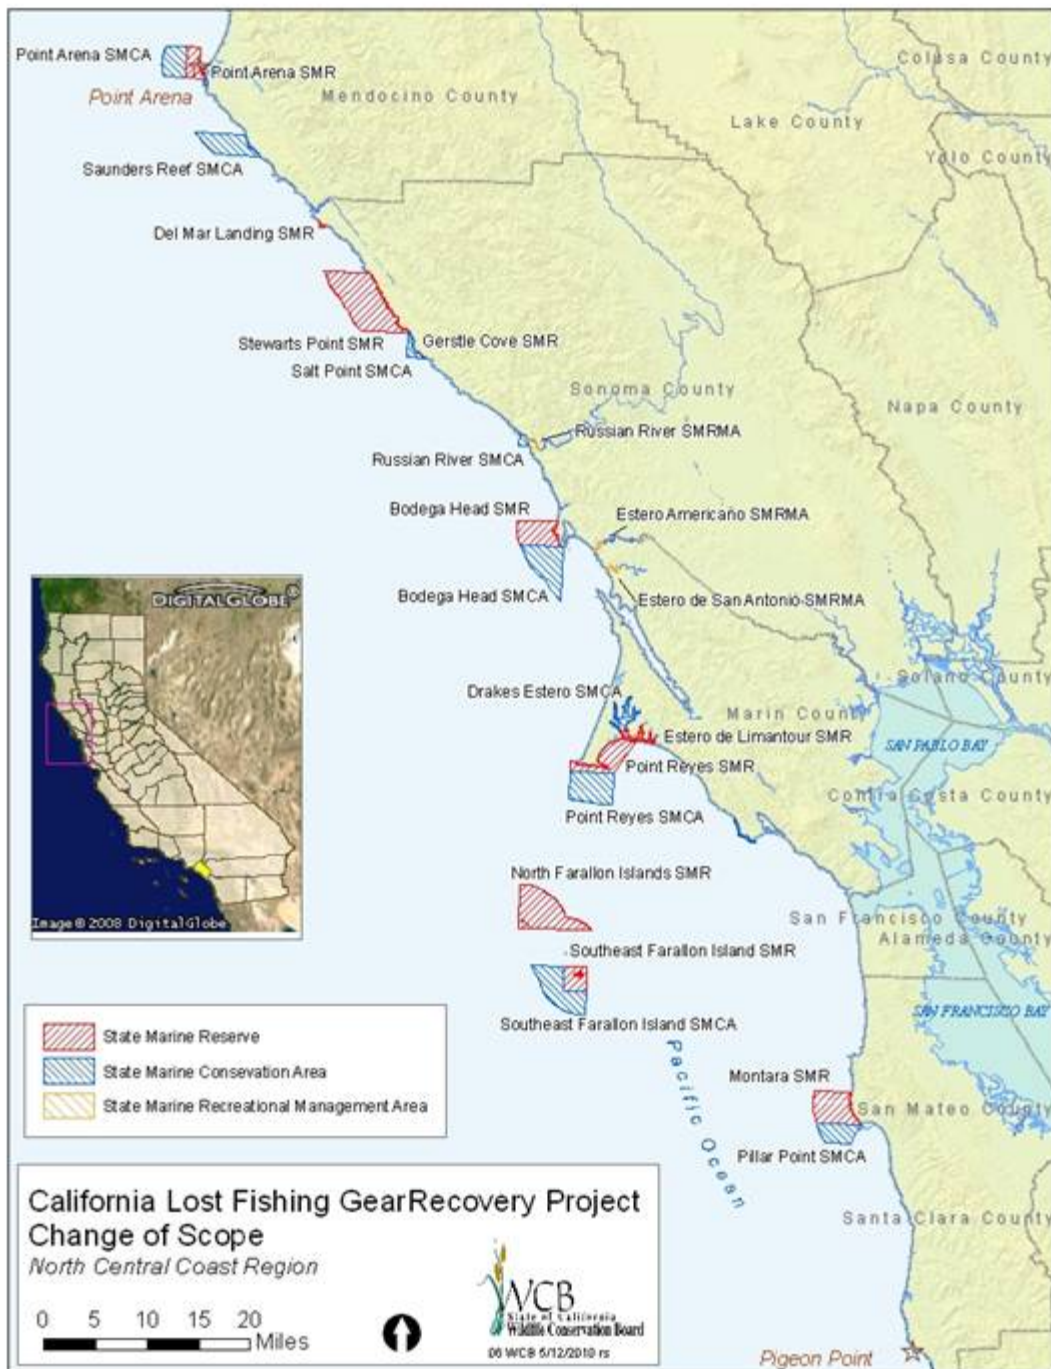 Point Arena SMCA
Point Arena SMR
Point Arena
Mendocino County
Colusa County
Lake County
Yolo County
Saunders Reef SMCA
Del Mar Landing SMR
Stewarts Point SMR
Gerstle Cove SMR
Salt Point SMCA
Sonoma County
Napa County
Russian River SMRMA
Russian River SMCA
Bodega Head SMR
Estero Americano SMRMA
Bodega Head SMCA
Estero de San Antonio SMRMA
DIGITALGLOBE
©
Drakes Estero SMCA
Solano County
Marin County
Estero de Limantour SMR
SAN PABLO BAY
Point Reyes SMR
Contra Costa County
Point Reyes SMCA
North Farallon Islands SMR
San Francisco County
Alameda County
Image © 2008 DigitalGlobe
Southeast Farallon Island SMR
Southeast Farallon Island SMCA
SAN FRANCISCO BAY
State Marine Reserve
State Marine Consevation Area
State Marine Recreational Management Area
Pacific Ocean
Montara SMR
San Mateo County
Pillar Point SMCA
Santa Clara County
California Lost Fishing GearRecovery Project
Change of Scope
North Central Coast Region
0 5 10 15 20
Miles
WCB
State of California
Wildlife Conservation Board
06 WCB 5/12/2010 rs
Pigeon Point